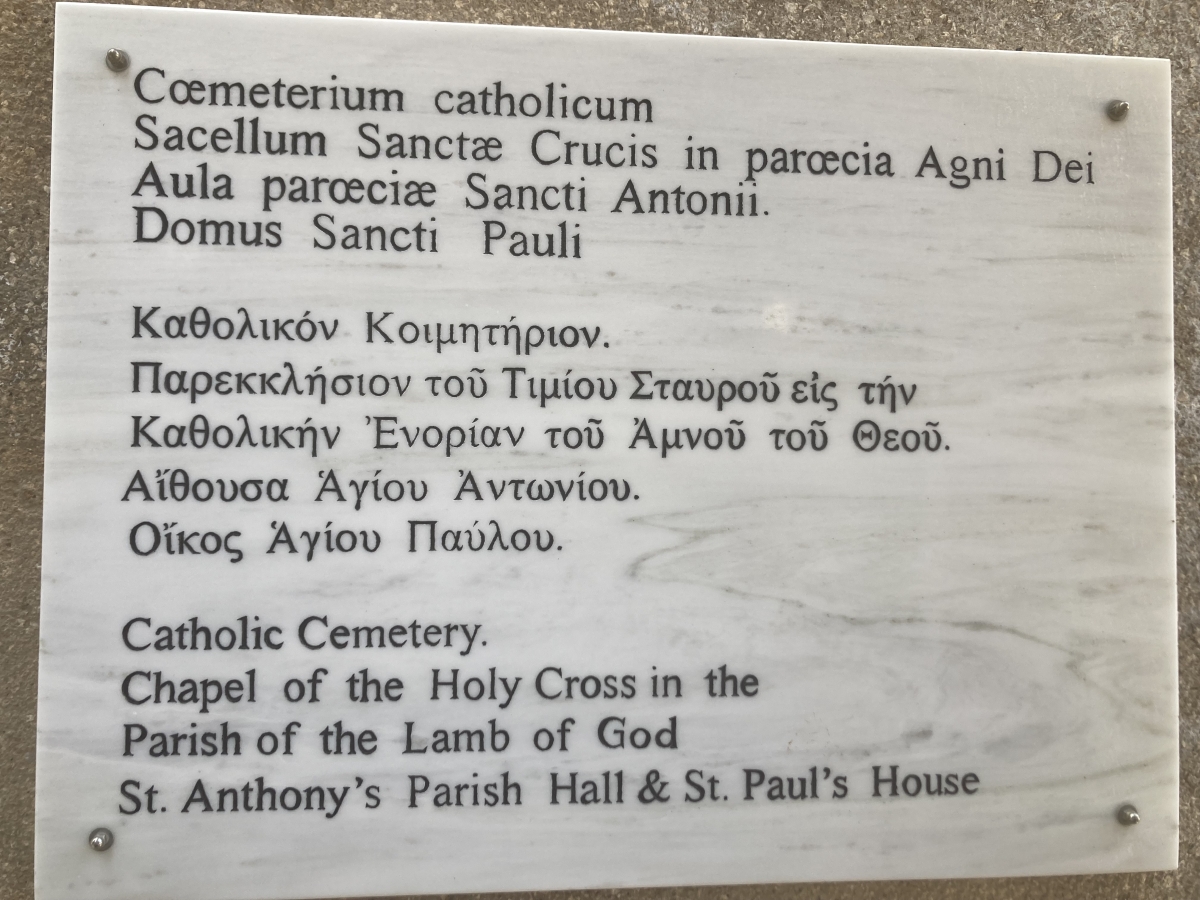 Cœmeterium catholicum
Sacellum Sanctæ Crucis in parœcia Agni Dei
Aula parœciæ Sancti Antonii.
Domus Sancti Pauli
Καθολικόν Κοιμητήριον.
Παρεκκλήσιον τοῦ Τιμίου Σταυροῦ εἰς τήν
Καθολικήν Ἐνορίαν τοῦ Ἀμνοῦ τοῦ Θεοῦ.
Αἴθουσα Ἁγίου Ἀντωνίου.
Οἴκος Ἁγίου Παύλου.
Catholic Cemetery.
Chapel of the Holy Cross in the
Parish of the Lamb of God
St. Anthony's Parish Hall & St. Paul's House